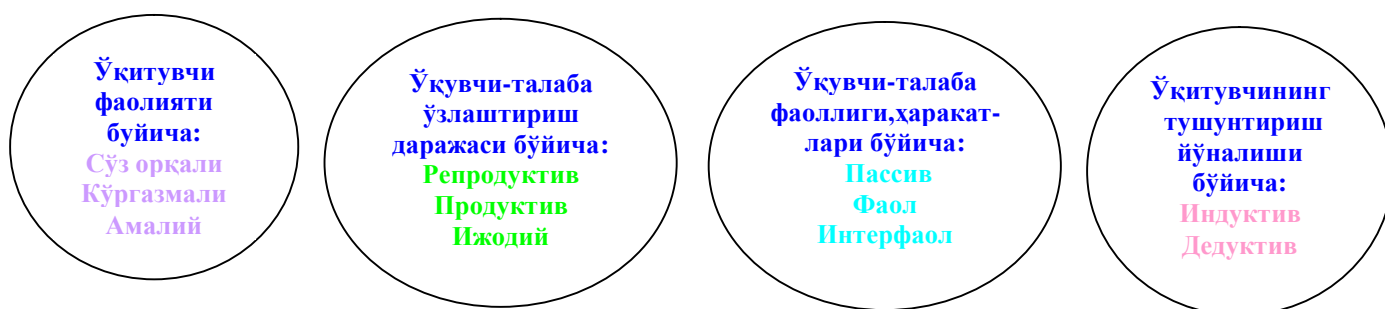 Ўқитувчи
фаолияти
буйича:
Сўз орқали
Кўргазмали
Амалий
Ўқувчи-талаба
ўзлаштириш
даражаси бўйича:
Репродуктив
Продуктив
Ижодий
Ўқувчи-талаба
фаоллиги,ҳаракат-
лари бўйича:
Пассив
Фаол
Интерфаол
Ўқитувчининг
тушунтириш
йўналиши
бўйича:
Индуктив
Дедуктив